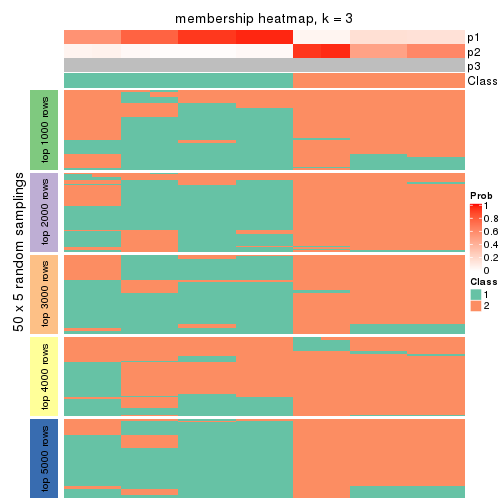 membership heatmap, k = 3
p1
p2
p3
Class
50 x 5 random samplings
top 1000 rows
top 2000 rows
top 3000 rows
top 4000 rows
top 5000 rows
Prob
1
0.8
0.6
0.4
0.2
0
Class
1
2